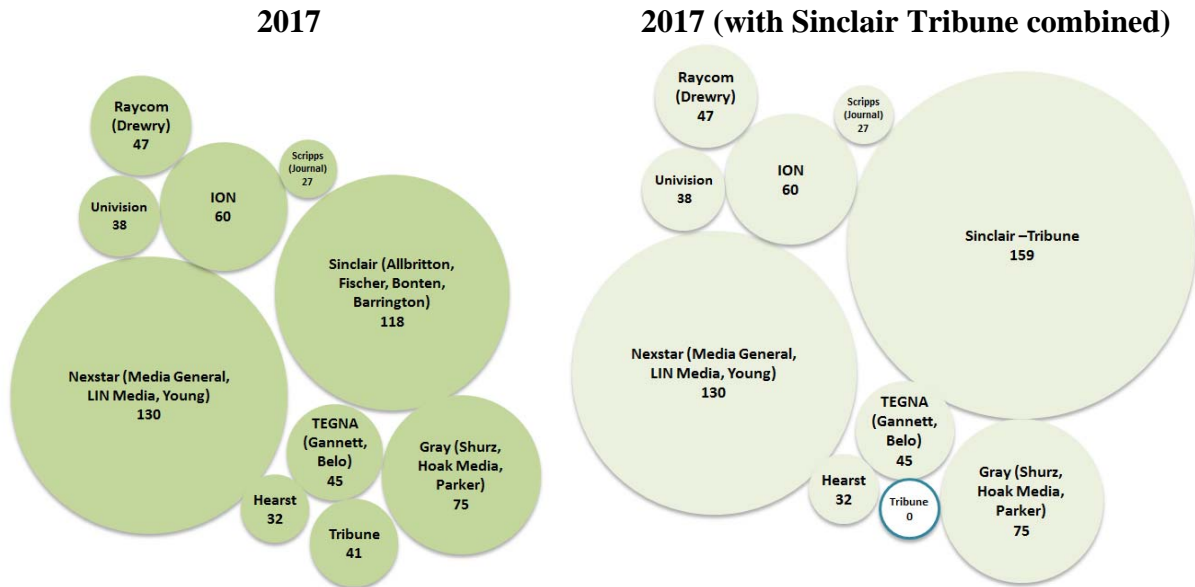 2017
Raycom
(Drewry)
47
Scripps
(Journal)
27
Univision
38
ION
60
Sinclair (Allbritton,
Fischer, Bonten,
Barrington)
118
Nexstar (Media General,
LIN Media, Young)
130
TEGNA
(Gannett,
Belo)
45
Gray (Shurz,
Hoak Media,
Parker)
75
Hearst
32
Tribune
41
2017 (with Sinclair Tribune combined)
Raycom
(Drewry)
47
Scripps
(Journal)
27
Univision
38
ION
60
Sinclair –Tribune
159
Nexstar (Media General,
LIN Media, Young)
130
TEGNA
(Gannett,
Belo)
45
Gray (Shurz,
Hoak Media,
Parker)
75
Hearst
32
Tribune
0